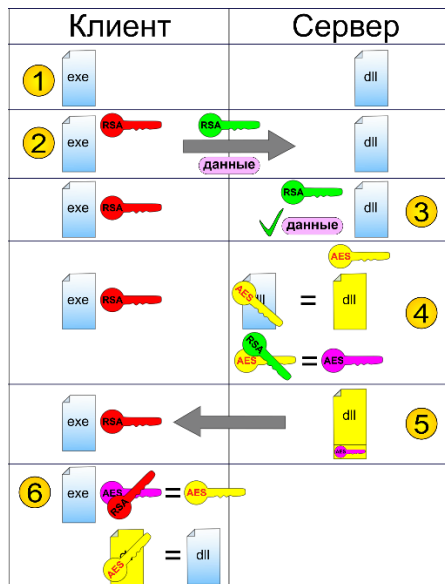 Клиент Сервер
1 exe dll
2 exe RSA RSA данные dll
exe RSA RSA данные dll 3
AES
exe RSA AES dll = dll 4
RSA AES = AES
exe RSA dll 5
AES
6 exe AES RSA = AES
AES = dll